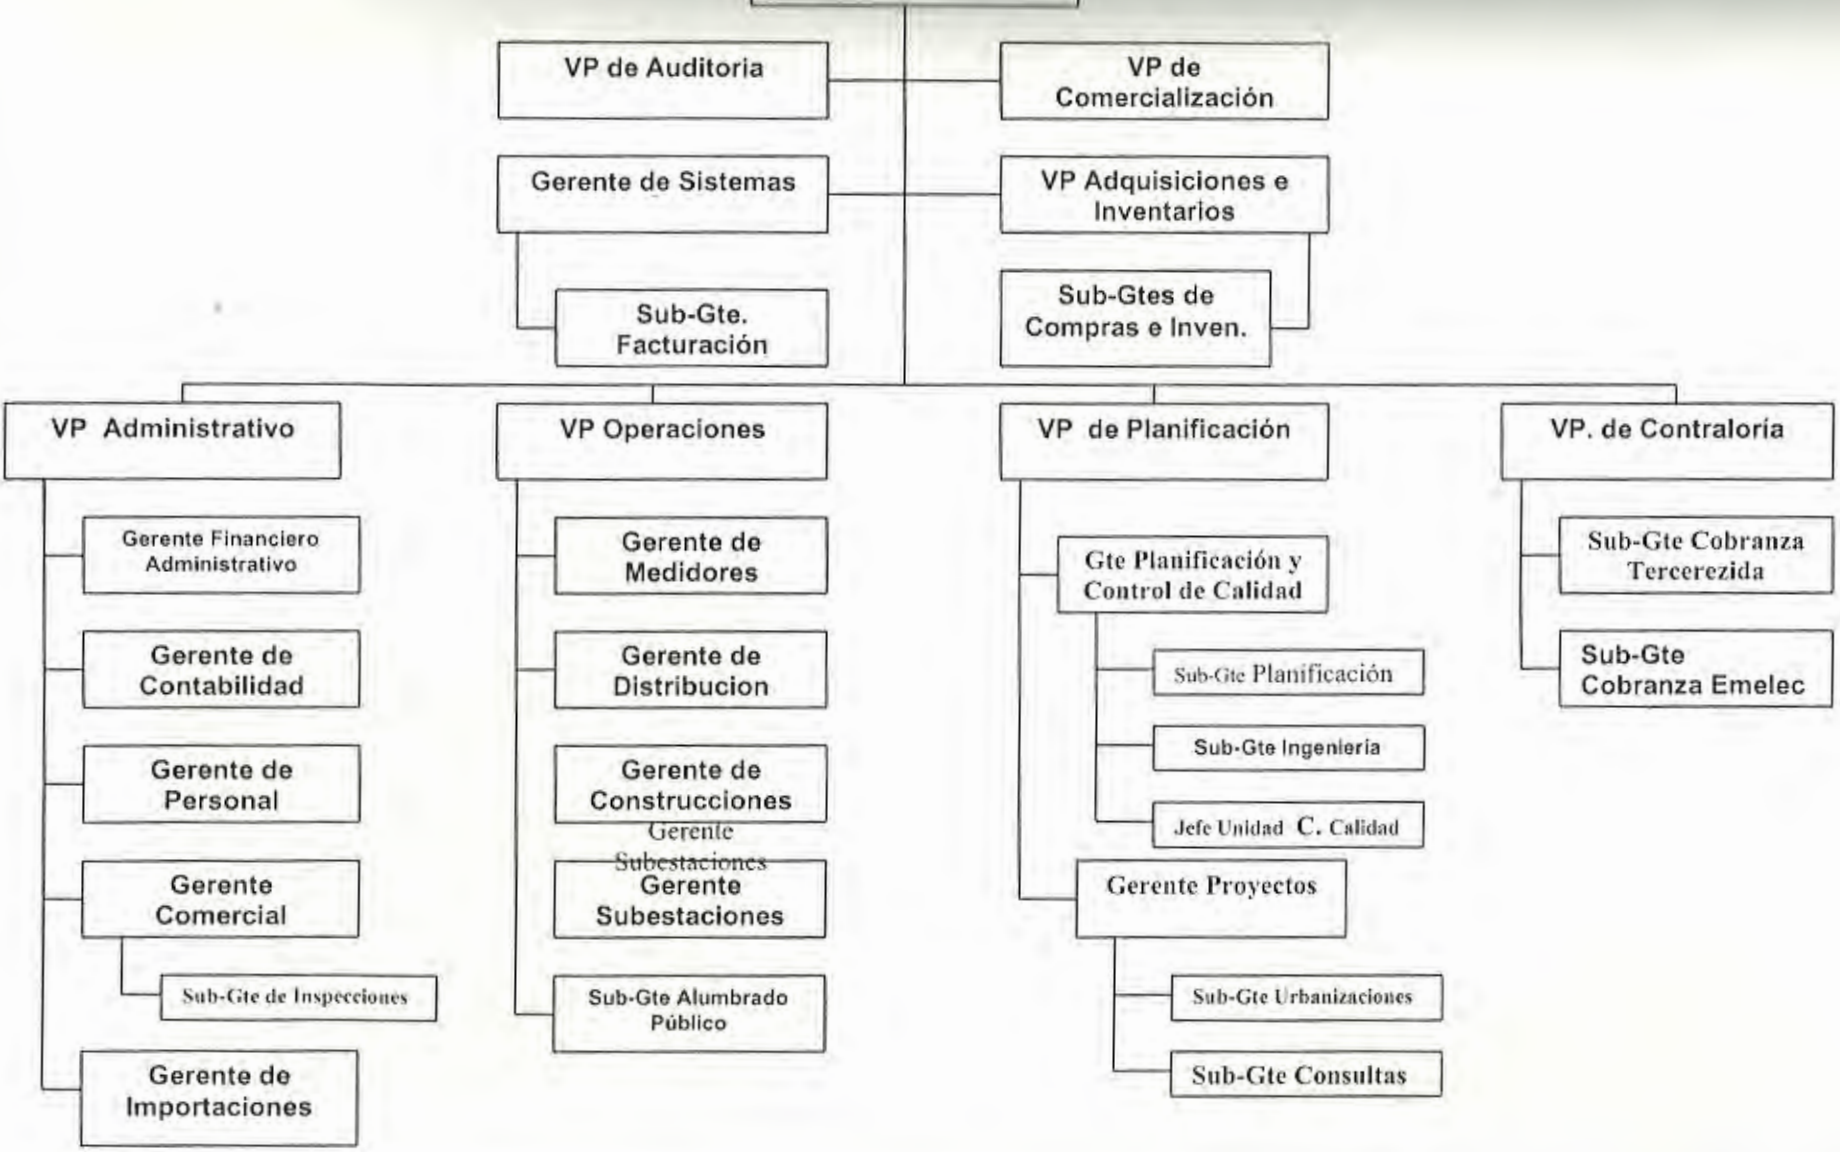 VP de Auditoria
VP de
Comercialización
Gerente de Sistemas
VP Adquisiciones e
Inventarios
Sub-Gte.
Facturación
Sub-Gtes de
Compras e Inven.
VP Administrativo
VP Operaciones
VP de Planificación
VP. de Contraloría
Gerente Financiero
Administrativo
Gerente de
Contabilidad
Gerente de
Personal
Gerente
Comercial
Sub-Gte de Inspecciones
Gerente de
Importaciones
Gerente de
Medidores
Gerente de
Distribucion
Gerente de
Construcciones
Gerente
Subestaciones
Gerente
Subestaciones
Sub-Gte Alumbrado
Público
Gte Planificación y
Control de Calidad
Sub-Gte Planificación
Sub-Gte Ingeniería
Jefe Unidad C. Calidad
Gerente Proyectos
Sub-Gte Urbanizaciones
Sub-Gte Consultas
Sub-Gte Cobranza
Tercerezida
Sub-Gte
Cobranza Emelec